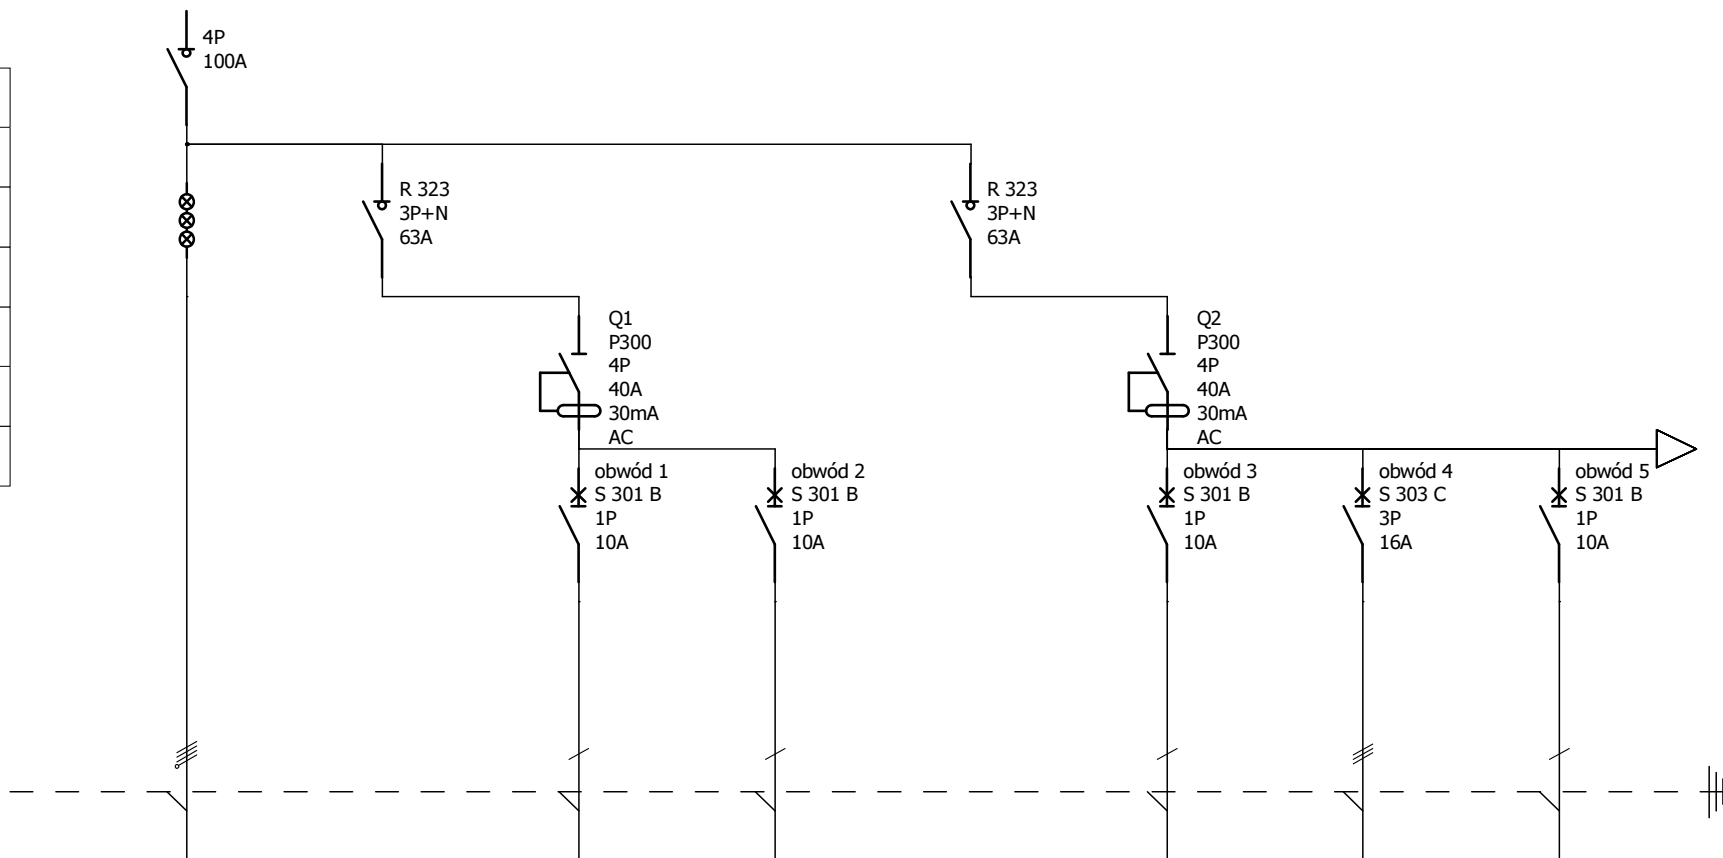 4P
100A
R 323
3P+N
63A
R 323
3P+N
63A
Q1
P300
4P
40A
30mA
AC
Q2
P300
4P
40A
30mA
AC
obwód 1
S 301 B
1P
10A
obwód 2
S 301 B
1P
10A
obwód 3
S 301 B
1P
10A
obwód 4
S 303 C
3P
16A
obwód 5
S 301 B
1P
10A